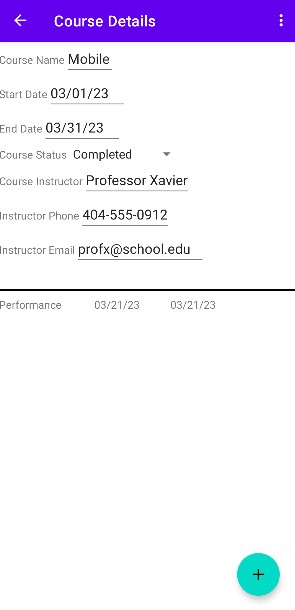 Course Details
Course Name Mobile
Start Date 03/01/23
End Date 03/31/23
Course Status Completed
Course Instructor Professor Xavier
Instructor Phone 404-555-0912
Instructor Email profx@school.edu
Performance 03/21/23 03/21/23